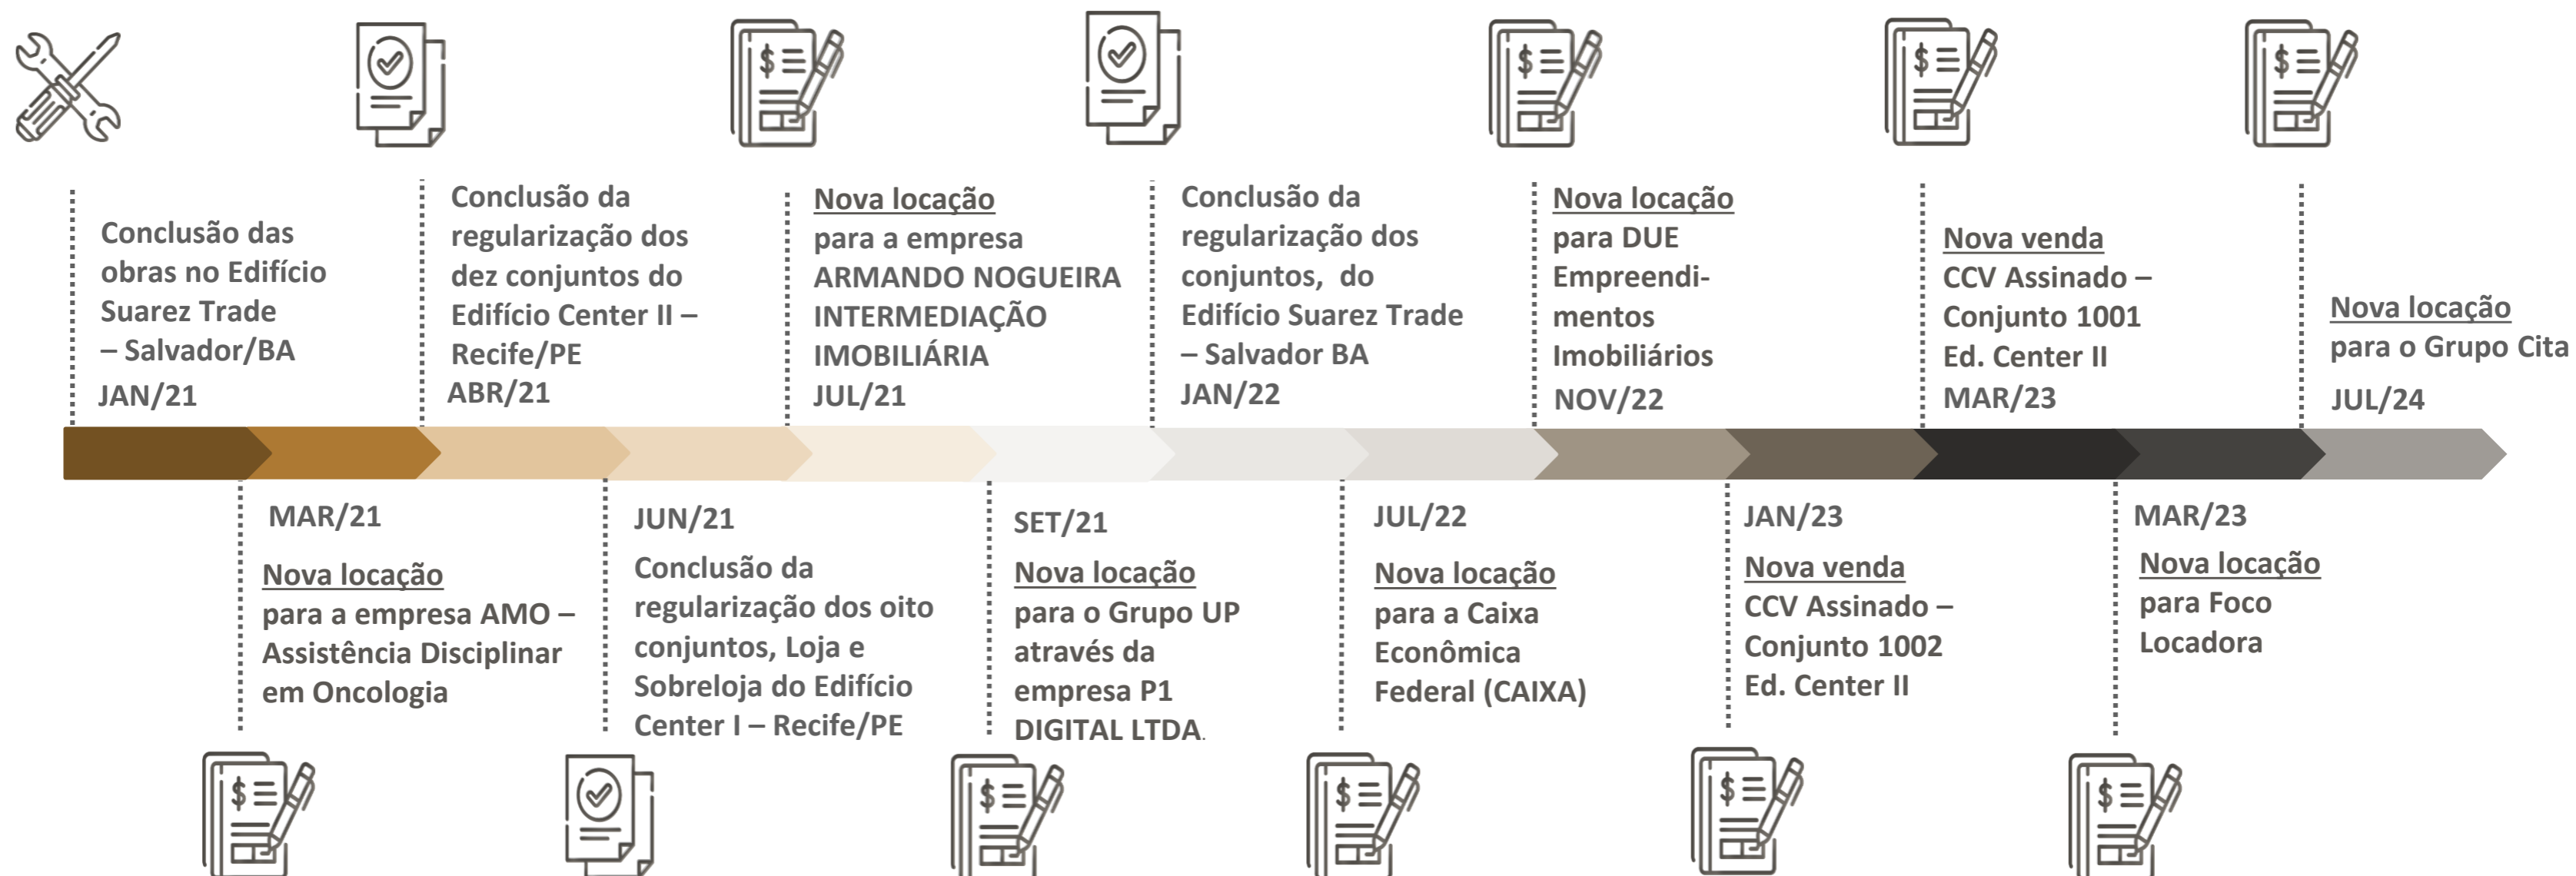 Conclusão das
obras no Edifício
Suarez Trade
– Salvador/BA
JAN/21
Conclusão da
regularização dos
dez conjuntos do
Edifício Center II –
Recife/PE
ABR/21
Nova locação
para a empresa
ARMANDO NOGUEIRA
INTERMEDIAÇÃO
IMOBILIÁRIA
JUL/21
Conclusão da
regularização dos
conjuntos, do
Edifício Suarez Trade
– Salvador BA
JAN/22
Nova locação
para DUE
Empreendi-
mentos
Imobiliários
NOV/22
Nova venda
CCV Assinado –
Conjunto 1001
Ed. Center II
MAR/23
Nova locação
para o Grupo Cita
JUL/24
MAR/21
Nova locação
para a empresa AMO –
Assistência Disciplinar
em Oncologia
JUN/21
Conclusão da
regularização dos oito
conjuntos, Loja e
Sobreloja do Edifício
Center I – Recife/PE
SET/21
Nova locação
para o Grupo UP
através da
empresa P1
DIGITAL LTDA.
JUL/22
Nova locação
para a Caixa
Econômica
Federal (CAIXA)
JAN/23
Nova venda
CCV Assinado –
Conjunto 1002
Ed. Center II
MAR/23
Nova locação
para Foco
Locadora